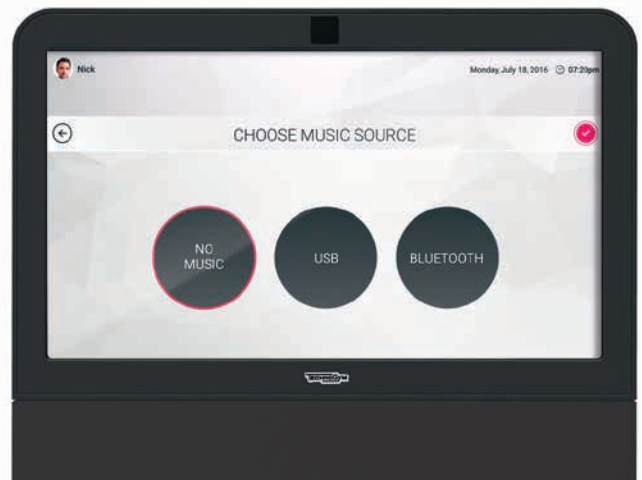 Nick
Monday, July 18, 2016 07:20pm
CHOOSE MUSIC SOURCE
NO
MUSIC
USB
BLUETOOTH